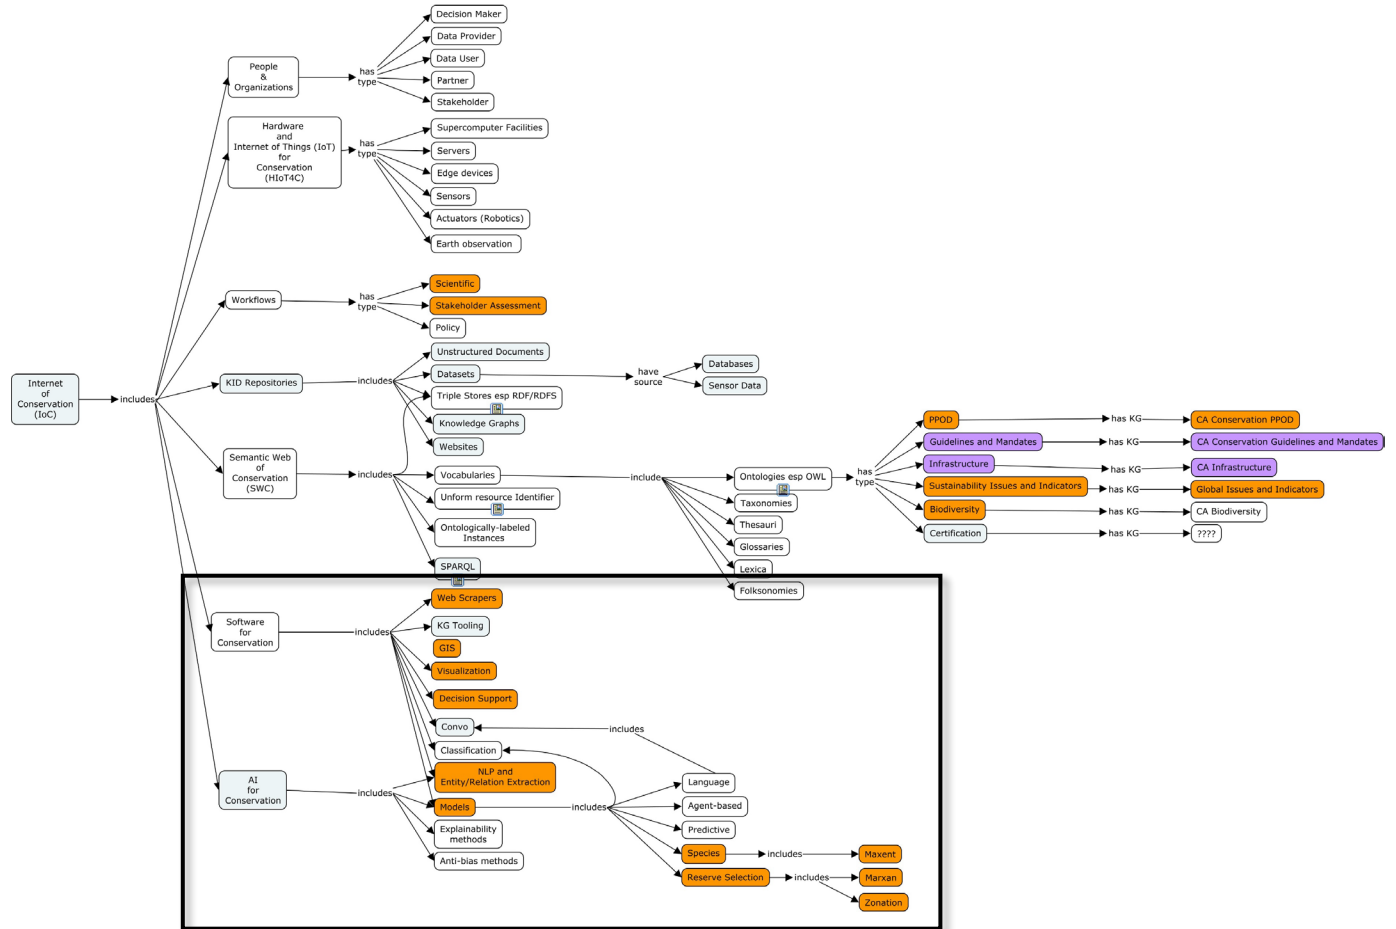 Internet
of
Conservation
(IoC)
includes
People
&
Organizations
has
type
Decision Maker
Data Provider
Data User
Partner
Stakeholder
Hardware
and
Internet of Things (IoT)
for
Conservation
(HIoT4C)
has
type
Supercomputer Facilities
Servers
Edge devices
Sensors
Actuators (Robotics)
Earth observation
Workflows
has
type
Scientific
Stakeholder Assessment
Policy
KID Repositories
includes
Unstructured Documents
Datasets
have
source
Databases
Sensor Data
Triple Stores esp RDF/RDFS
Knowledge Graphs
Websites
Semantic Web
of
Conservation
(SWC)
includes
Vocabularies
Unform resource Identifier
Ontologically-labeled
Instances
SPARQL
include
Ontologies esp OWL
Taxonomies
Thesauri
Glossaries
Lexica
Folksonomies
has
type
PPOD
has KG
CA Conservation PPOD
Guidelines and Mandates
has KG
CA Conservation Guidelines and Mandates
Infrastructure
has KG
CA Infrastructure
Sustainability Issues and Indicators
has KG
Global Issues and Indicators
Biodiversity
has KG
CA Biodiversity
Certification
has KG
????
Software
for
Conservation
includes
Web Scrapers
KG Tooling
GIS
Visualization
Decision Support
Convo
includes
Classification
NLP and
Entity/Relation Extraction
AI
for
Conservation
includes
Models
Explainability
methods
Anti-bias methods
includes
Language
Agent-based
Predictive
Species
includes
Maxent
Reserve Selection
includes
Marxan
Zonation